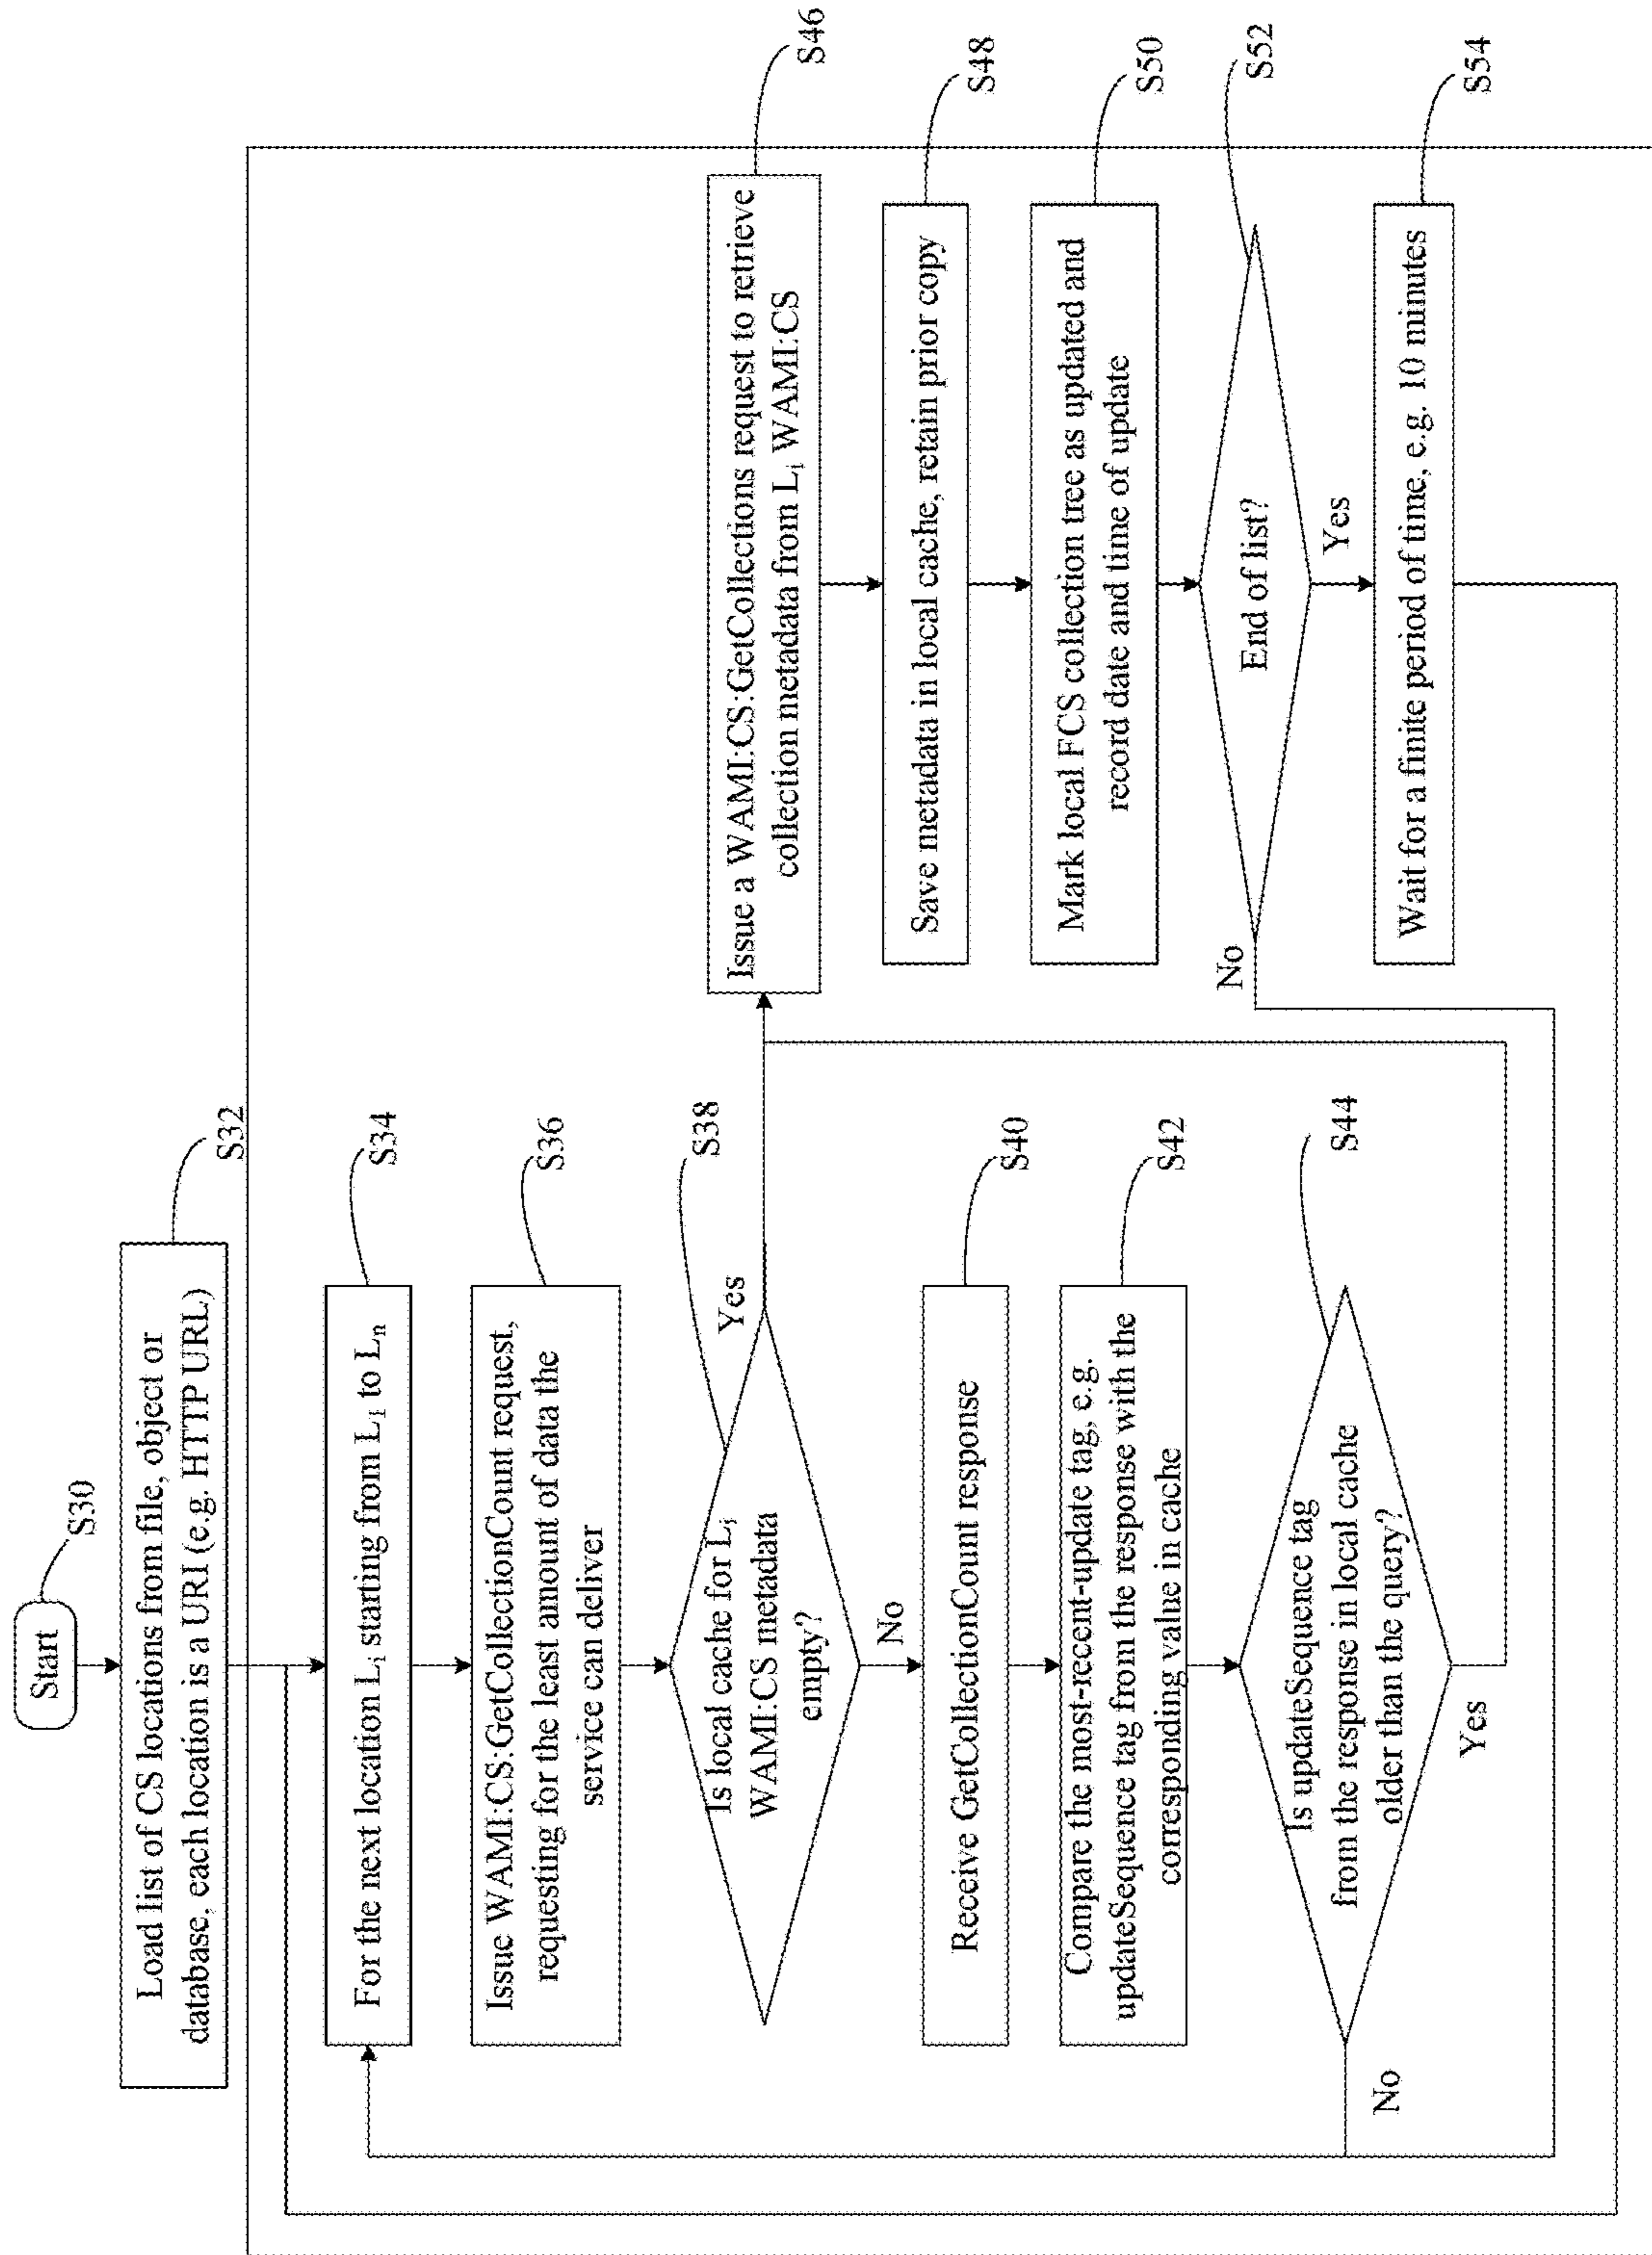 Start
S30
Load list of CS locations from file, object or
database, each location is a URI (e.g. HTTP URL)
S32
For the next location Li starting from L1 to Ln
S34
Issue WAMI:CS:GetCollectionCount request,
requesting for the least amount of data the
service can deliver
S36
Is local cache for Li
WAMI:CS metadata
empty?
S38
Yes
No
Receive GetCollectionCount response
S40
Compare the most-recent-update tag, e.g.
updateSequence tag from the response with the
corresponding value in cache
S42
Is updateSequence tag
from the response in local cache
older than the query?
S44
No
Yes
Issue a WAMI:CS:GetCollections request to retrieve
collection metadata from Li WAMI:CS
S46
Save metadata in local cache, retain prior copy
S48
Mark local FCS collection tree as updated and
record date and time of update
S50
End of list?
S52
No
Yes
Wait for a finite period of time, e.g. 10 minutes
S54